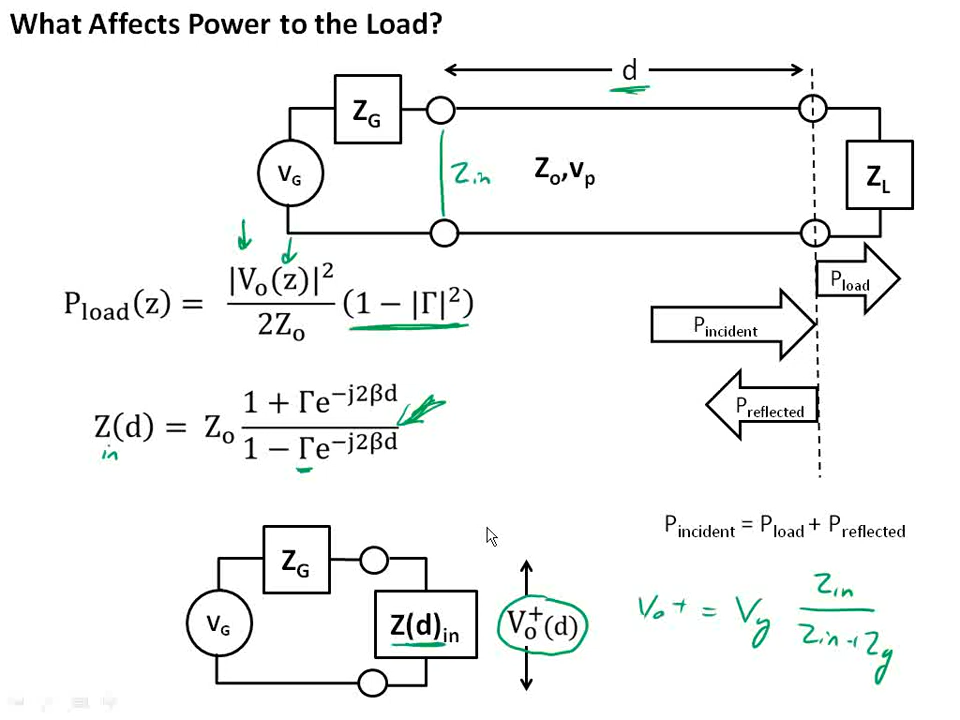 What Affects Power to the Load?
d
Z_G
V_G
Z_in
Z_o,v_p
Z_L
P_load(z) = |V_o(z)|² / 2Z_o (1 − |Γ|²)
P_load
P_incident
P_reflected
Z(d) = Z_o (1 + Γe^−j2βd) / (1 − Γe^−j2βd)
in
P_incident = P_load + P_reflected
Z_G
V_G
Z(d)_in
V_o^+(d)
V_o^+ = V_g Z_in / (Z_in + Z_g)